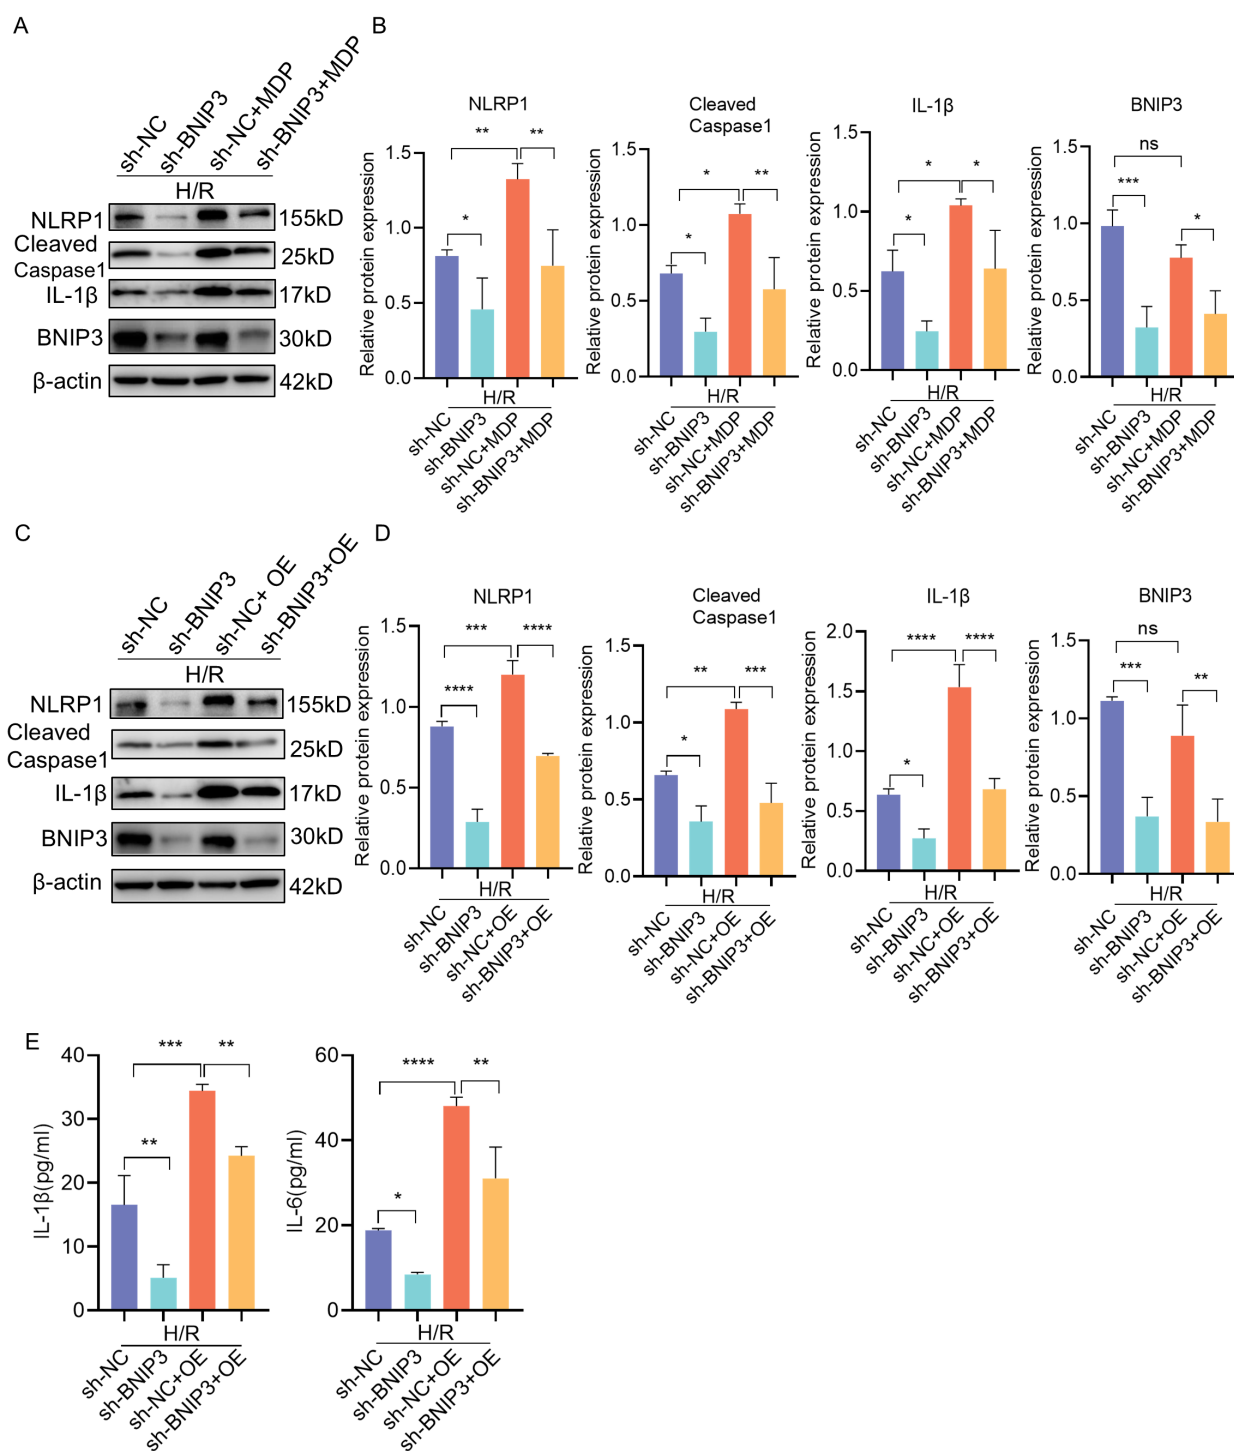 A
sh-NC
sh-BNIP3
sh-NC+MDP
sh-BNIP3+MDP
H/R
NLRP1
155kD
Cleaved
Caspase1
25kD
IL-1β
17kD
BNIP3
30kD
β-actin
42kD
B
NLRP1
Relative protein expression
1.5
1.0
0.5
0.0
**
**
*
H/R
sh-NC
sh-BNIP3
sh-NC+MDP
sh-BNIP3+MDP
Cleaved
Caspase1
Relative protein expression
1.5
1.0
0.5
0.0
*
**
*
H/R
sh-NC
sh-BNIP3
sh-NC+MDP
sh-BNIP3+MDP
IL-1β
Relative protein expression
1.5
1.0
0.5
0.0
*
*
*
H/R
sh-NC
sh-BNIP3
sh-NC+MDP
sh-BNIP3+MDP
BNIP3
Relative protein expression
1.5
1.0
0.5
0.0
ns
***
*
H/R
sh-NC
sh-BNIP3
sh-NC+MDP
sh-BNIP3+MDP
C
sh-NC
sh-BNIP3
sh-NC+ OE
sh-BNIP3+OE
H/R
NLRP1
155kD
Cleaved
Caspase1
25kD
IL-1β
17kD
BNIP3
30kD
β-actin
42kD
D
NLRP1
Relative protein expression
1.5
1.0
0.5
0.0
***
****
****
H/R
sh-NC
sh-BNIP3
sh-NC+OE
sh-BNIP3+OE
Cleaved
Caspase1
Relative protein expression
1.5
1.0
0.5
0.0
**
***
*
H/R
sh-NC
sh-BNIP3
sh-NC+OE
sh-BNIP3+OE
IL-1β
Relative protein expression
2.0
1.5
1.0
0.5
0.0
****
****
*
H/R
sh-NC
sh-BNIP3
sh-NC+OE
sh-BNIP3+OE
BNIP3
Relative protein expression
1.5
1.0
0.5
0.0
ns
***
**
H/R
sh-NC
sh-BNIP3
sh-NC+OE
sh-BNIP3+OE
E
IL-1β(pg/ml)
40
30
20
10
0
***
**
**
H/R
sh-NC
sh-BNIP3
sh-NC+OE
sh-BNIP3+OE
IL-6(pg/ml)
60
40
20
0
****
**
*
H/R
sh-NC
sh-BNIP3
sh-NC+OE
sh-BNIP3+OE